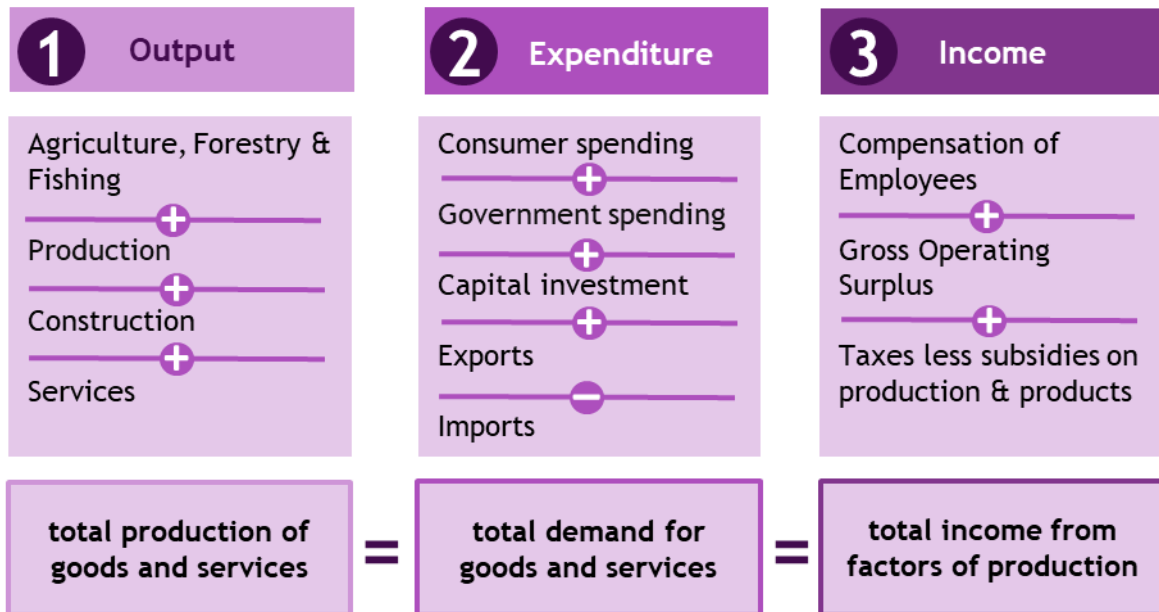 1 Output
Agriculture, Forestry &
Fishing
+
Production
+
Construction
+
Services
total production of
goods and services
=
2 Expenditure
Consumer spending
+
Government spending
+
Capital investment
+
Exports
−
Imports
total demand for
goods and services
=
3 Income
Compensation of
Employees
+
Gross Operating
Surplus
+
Taxes less subsidies on
production & products
total income from
factors of production